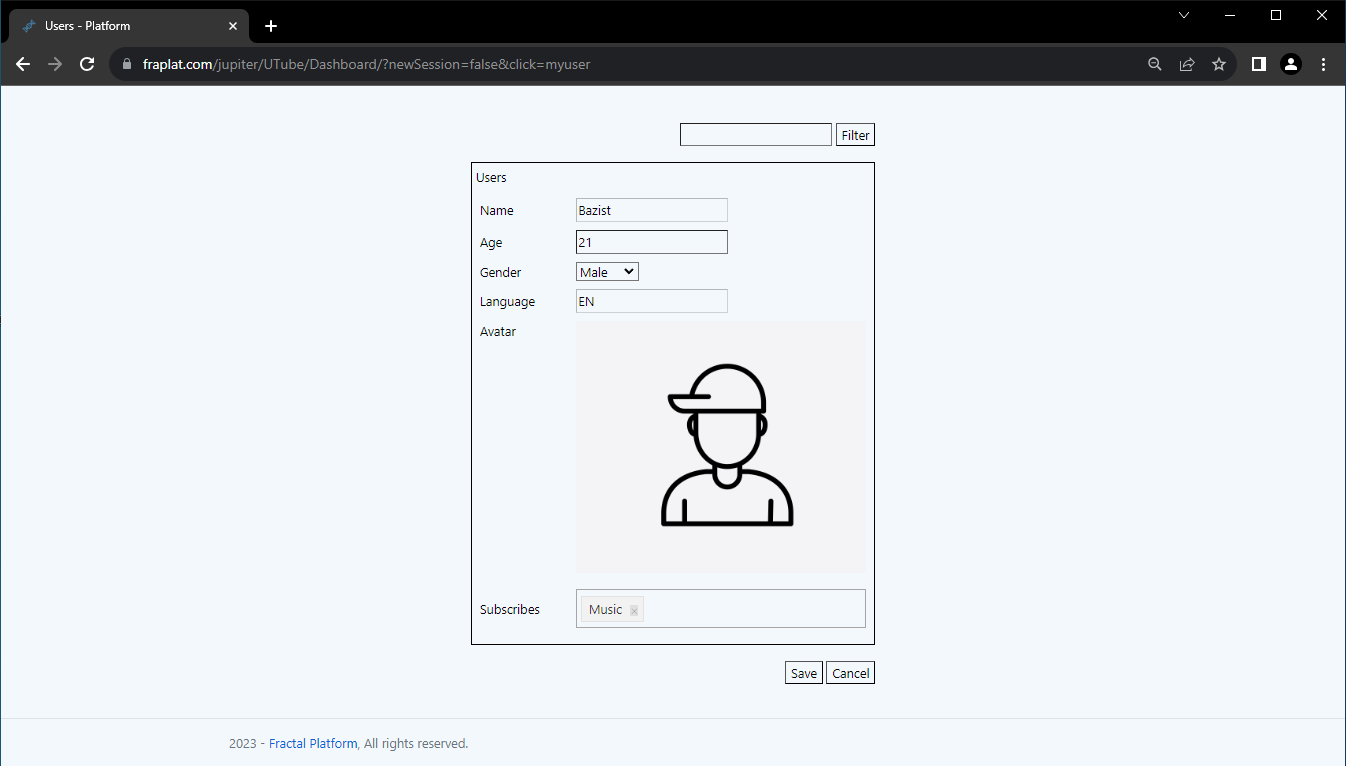 Users - Platform
fraplat.com/jupiter/UTube/Dashboard/?newSession=false&click=myuser
Filter
Users
Name Bazist
Age 21
Gender Male
Language EN
Avatar
Subscribes Music x
Save Cancel
2023 - Fractal Platform, All rights reserved.